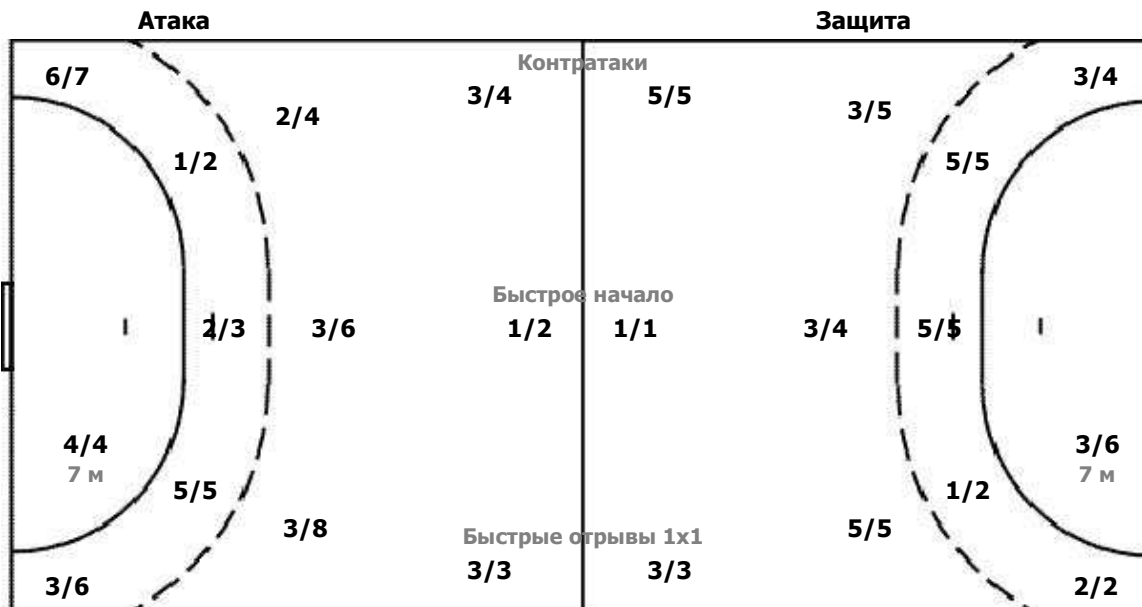 Атака Защита
Контратаки
6/7 3/4 5/5 3/4
2/4 3/5
1/2 5/5
Быстрое начало
2/3 3/6 1/2 1/1 3/4 5/5
4/4 3/6
7 м 7 м
5/5 1/2
3/8 Быстрые отрывы 1x1 5/5
3/3 3/3
3/6 2/2